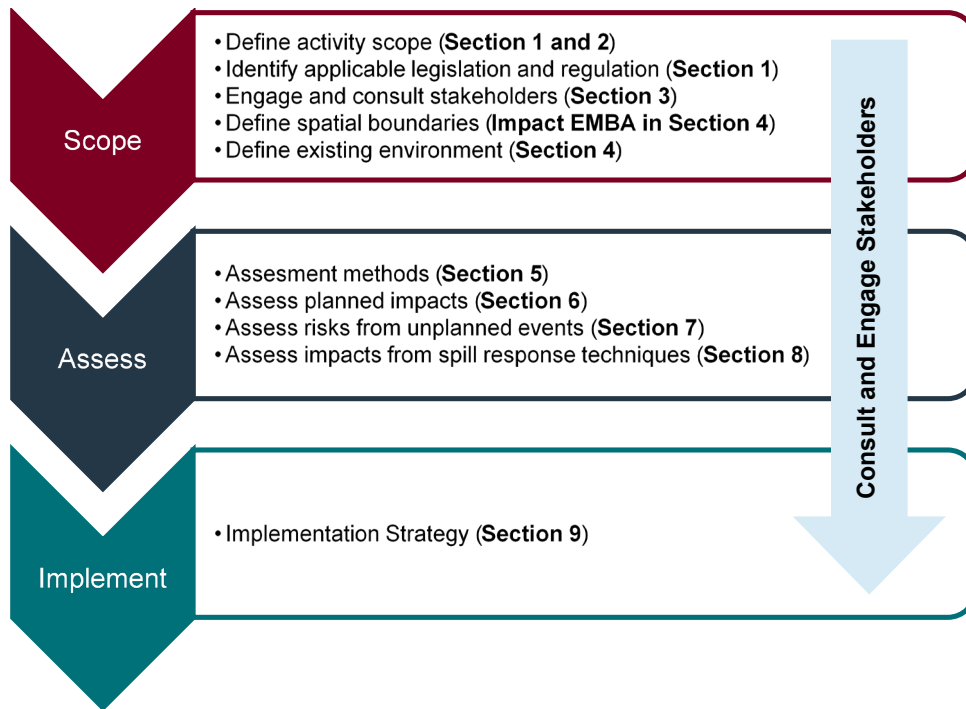 Scope
• Define activity scope (Section 1 and 2)
• Identify applicable legislation and regulation (Section 1)
• Engage and consult stakeholders (Section 3)
• Define spatial boundaries (Impact EMBA in Section 4)
• Define existing environment (Section 4)
Assess
• Assesment methods (Section 5)
• Assess planned impacts (Section 6)
• Assess risks from unplanned events (Section 7)
• Assess impacts from spill response techniques (Section 8)
Implement
• Implementation Strategy (Section 9)
Consult and Engage Stakeholders